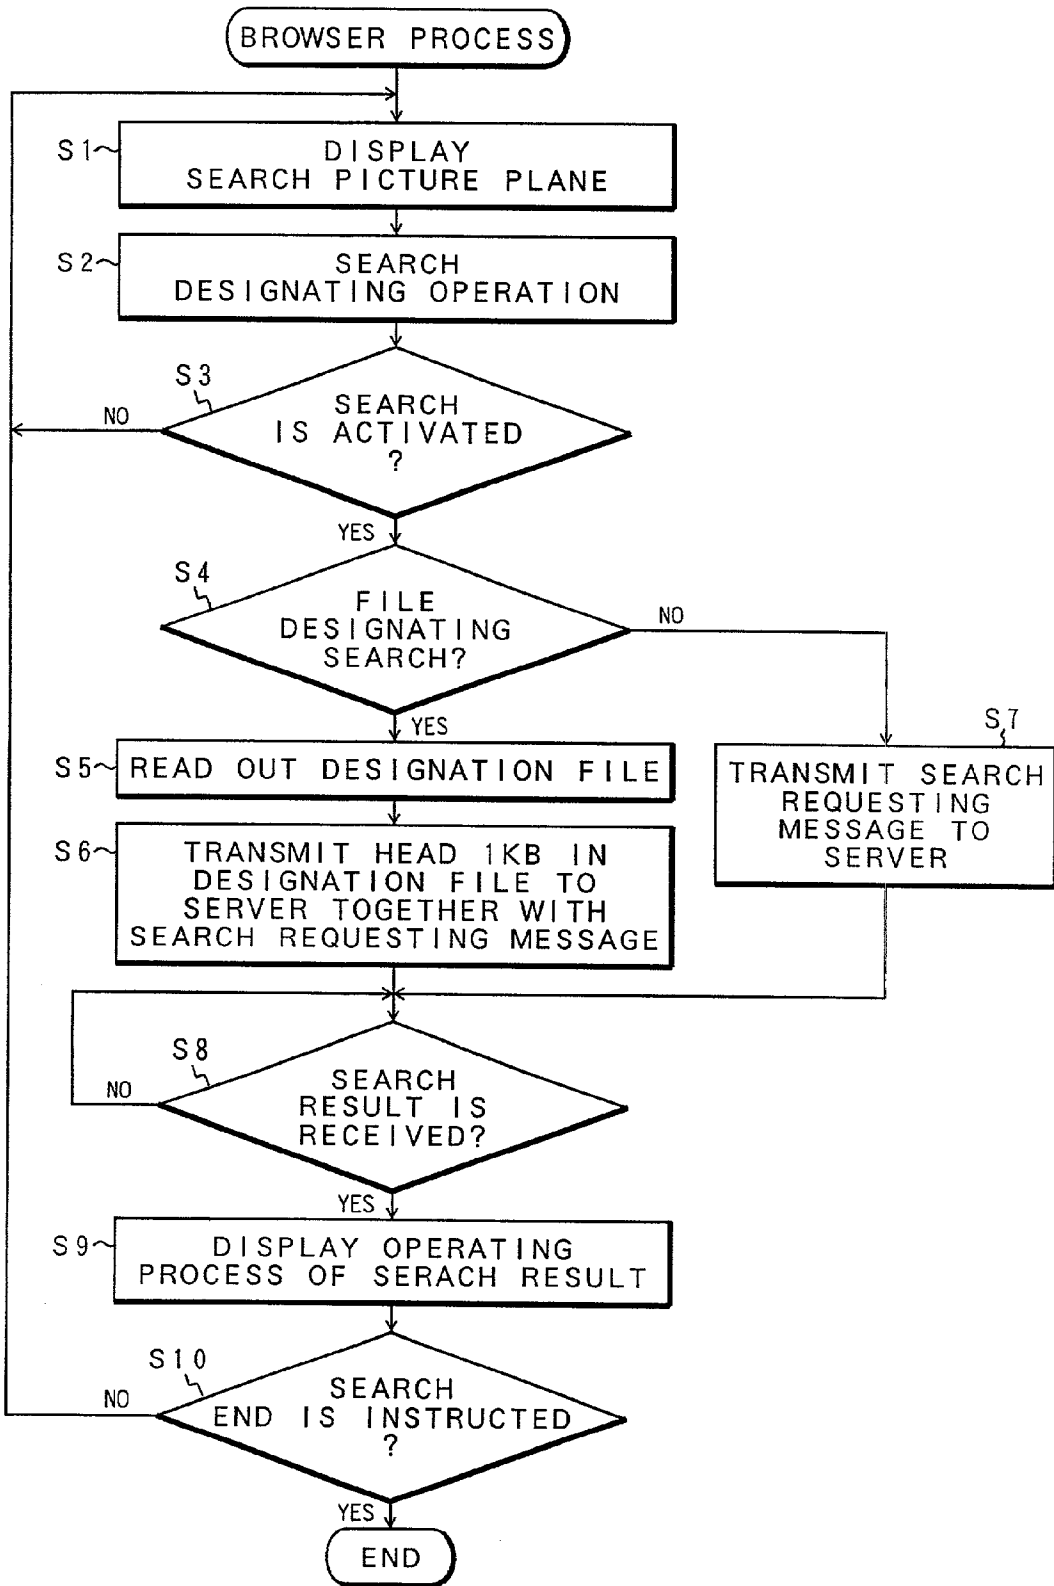 BROWSER PROCESS
S1
DISPLAY
SEARCH PICTURE PLANE
S2
SEARCH
DESIGNATING OPERATION
S3
NO
SEARCH
IS ACTIVATED
?
YES
S4
FILE
DESIGNATING
SEARCH?
NO
YES
S5
READ OUT DESIGNATION FILE
S7
TRANSMIT SEARCH
REQUESTING
MESSAGE TO
SERVER
S6
TRANSMIT HEAD 1KB IN
DESIGNATION FILE TO
SERVER TOGETHER WITH
SEARCH REQUESTING MESSAGE
S8
NO
SEARCH
RESULT IS
RECEIVED?
YES
S9
DISPLAY OPERATING
PROCESS OF SERACH RESULT
S10
NO
SEARCH
END IS INSTRUCTED
?
YES
END